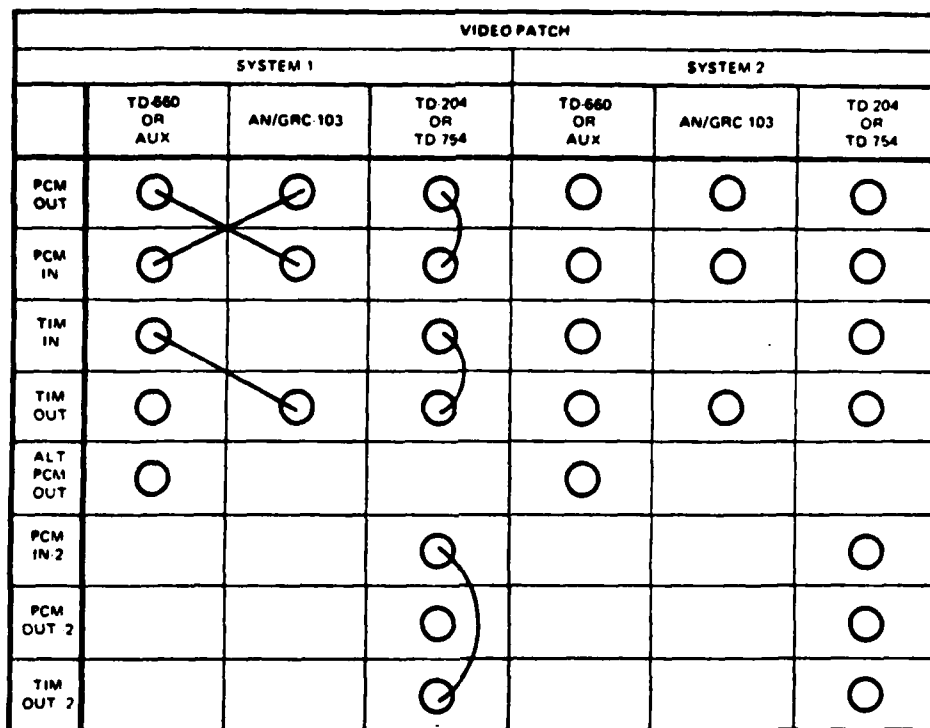 VIDEO PATCH
SYSTEM 1
SYSTEM 2
TD-660
OR
AUX
AN/GRC-103
TD-204
OR
TD 754
TD-660
OR
AUX
AN/GRC 103
TD 204
OR
TD 754
PCM
OUT
PCM
IN
TIM
IN
TIM
OUT
ALT
PCM
OUT
PCM
IN-2
PCM
OUT 2
TIM
OUT 2